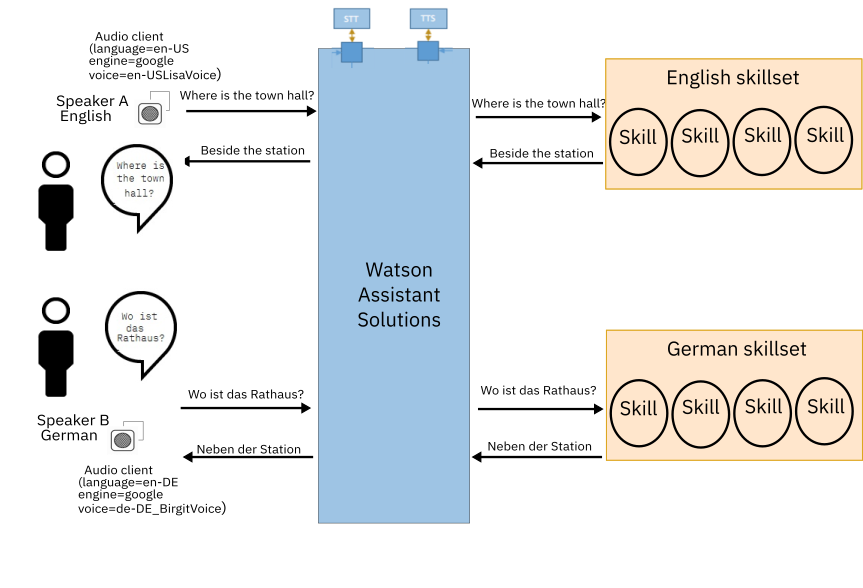 STT
TTS
Audio client
(language=en-US
engine=google
voice=en-USLisaVoice)
Speaker A
English
Where is the town hall?
Beside the station
Where is
the town
hall?
Where is the town hall?
Beside the station
English skillset
Skill
Skill
Skill
Skill
Watson
Assistant
Solutions
Wo ist
das
Rathaus?
Wo ist das Rathaus?
Speaker B
German
Neben der Station
Audio client
(language=en-DE
engine=google
voice=de-DE_BirgitVoice)
Wo ist das Rathaus?
Neben der Station
German skillset
Skill
Skill
Skill
Skill